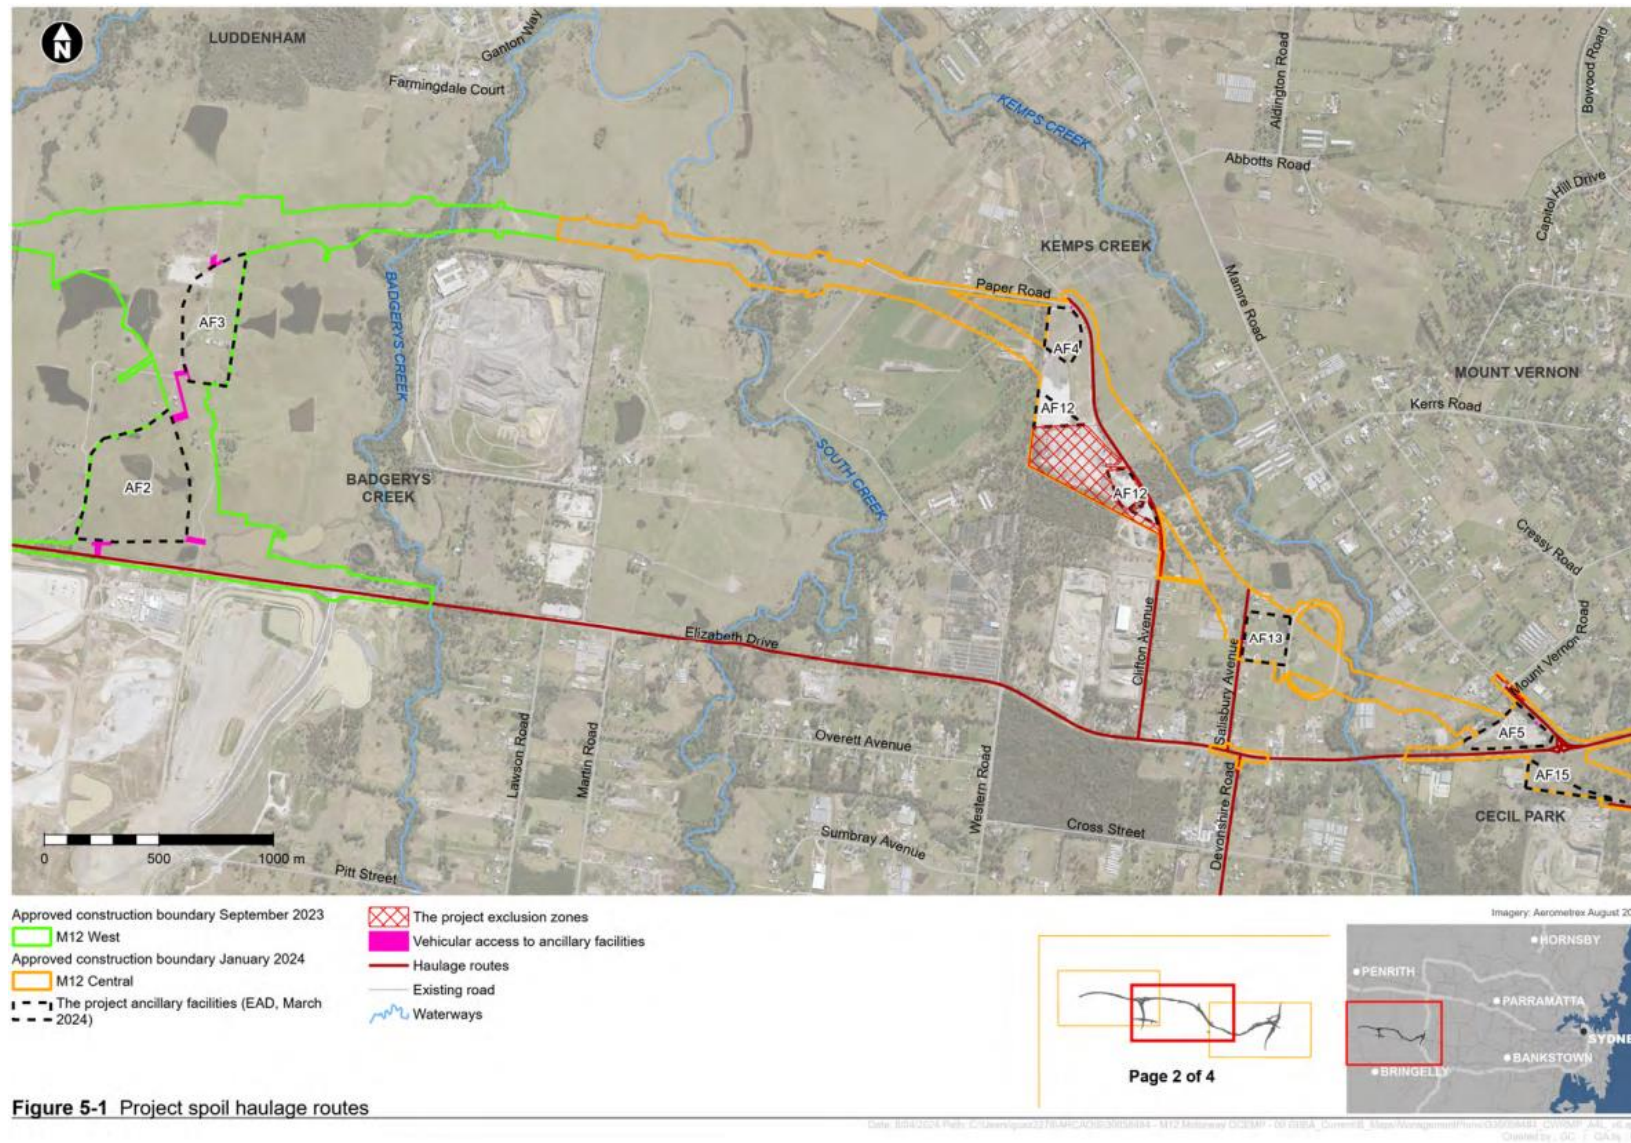 N
LUDDENHAM
Ganton Way
Farmingdale Court
KEMPS CREEK
Aldington Road
Bowood Road
Abbotts Road
Capitol Hill Drive
KEMPS CREEK
Mamre Road
Paper Road
BADGERYS CREEK
AF3
AF4
MOUNT VERNON
Kerrs Road
AF12
SOUTH CREEK
BADGERYS
CREEK
AF2
AF12
Cressy Road
Elizabeth Drive
Clifton Avenue
AF13
Salisbury Avenue
Mount Vernon Road
Lawson Road
Martin Road
Overett Avenue
Western Road
AF5
AF15
Devonshire Road
CECIL PARK
Cross Street
Sumbray Avenue
0 500 1000 m
Pitt Street
Approved construction boundary September 2023
M12 West
Approved construction boundary January 2024
M12 Central
The project ancillary facilities (EAD, March
2024)
The project exclusion zones
Vehicular access to ancillary facilities
Haulage routes
Existing road
Waterways
Imagery: Aerometrex August 20
HORNSBY
PENRITH
PARRAMATTA
SYDNE
BANKSTOWN
BRINGELLY
Page 2 of 4
Figure 5-1 Project spoil haulage routes